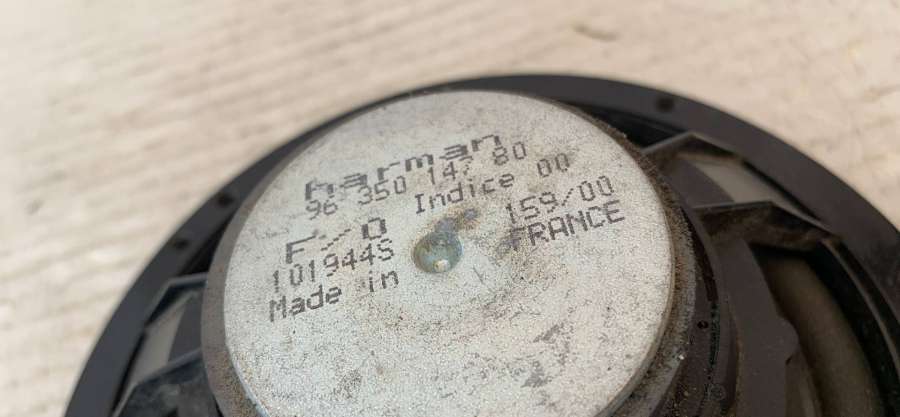 harman
96 350 147 80
F/O Indice 00
101944S 159/00
Made in FRANCE